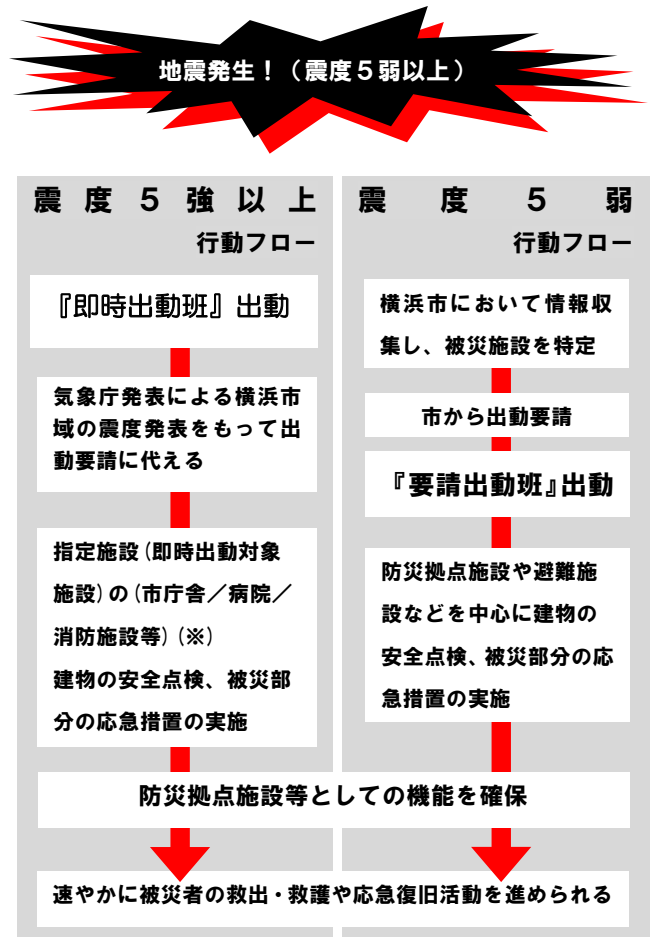 地震発生！（震度５弱以上）
震度５強以上
行動フロー
『即時出動班』出動
気象庁発表による横浜市
域の震度発表をもって出
動要請に代える
指定施設(即時出動対象
施設)の(市庁舎／病院／
消防施設等)(※)
建物の安全点検、被災部
分の応急措置の実施
震度５弱
行動フロー
横浜市において情報収
集し、被災施設を特定
市から出動要請
『要請出動班』出動
防災拠点施設や避難施
設などを中心に建物の
安全点検、被災部分の応
急措置の実施
防災拠点施設等としての機能を確保
速やかに被災者の救出・救護や応急復旧活動を進められる